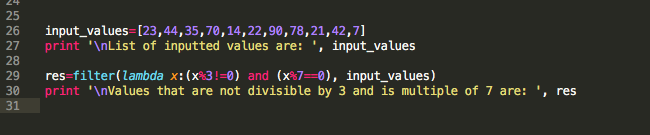 24
25
26 input_values=[23,44,35,70,14,22,90,78,21,42,7]
27 print '\nList of inputted values are: ', input_values
28
29 res=filter(lambda x:(x%3!=0) and (x%7==0), input_values)
30 print '\nValues that are not divisible by 3 and is multiple of 7 are: ', res
31